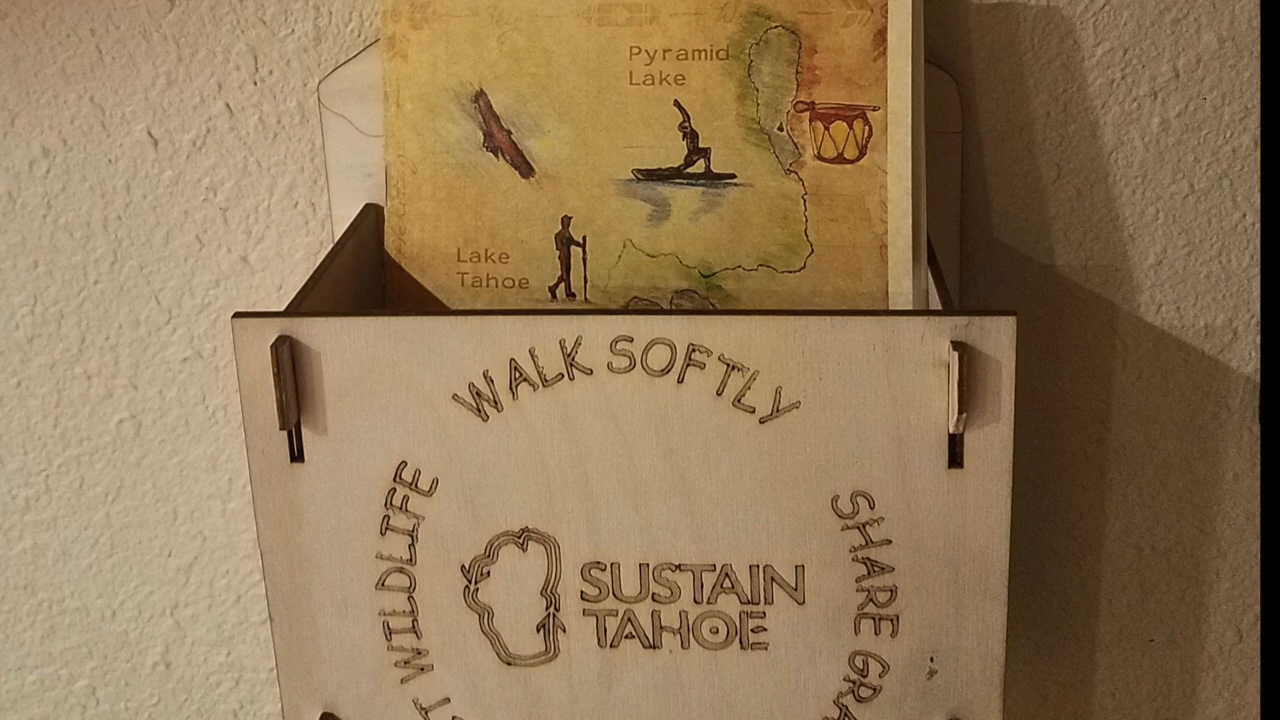 Pyramid
Lake
Lake
Tahoe
WALK SOFTLY
WILDLIFE
SHARE
SUSTAIN
TAHOE